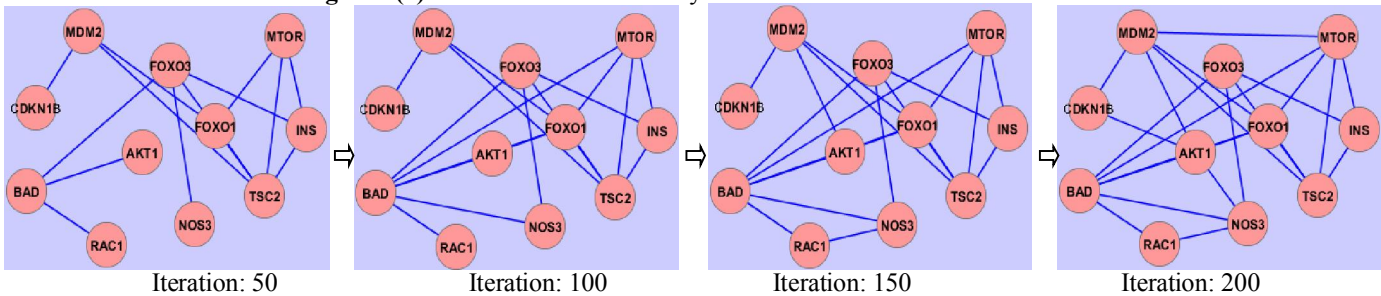 MDM2 MTOR FOXO3 CDKN1B FOXO1 INS AKT1 BAD TSC2 NOS3 RAC1
MDM2 MTOR FOXO3 CDKN1B FOXO1 INS AKT1 BAD TSC2 NOS3 RAC1
MDM2 MTOR FOXO3 CDKN1B FOXO1 INS AKT1 BAD TSC2 NOS3 RAC1
MDM2 MTOR FOXO3 CDKN1B FOXO1 INS AKT1 BAD TSC2 NOS3 RAC1
Iteration: 50 Iteration: 100 Iteration: 150 Iteration: 200